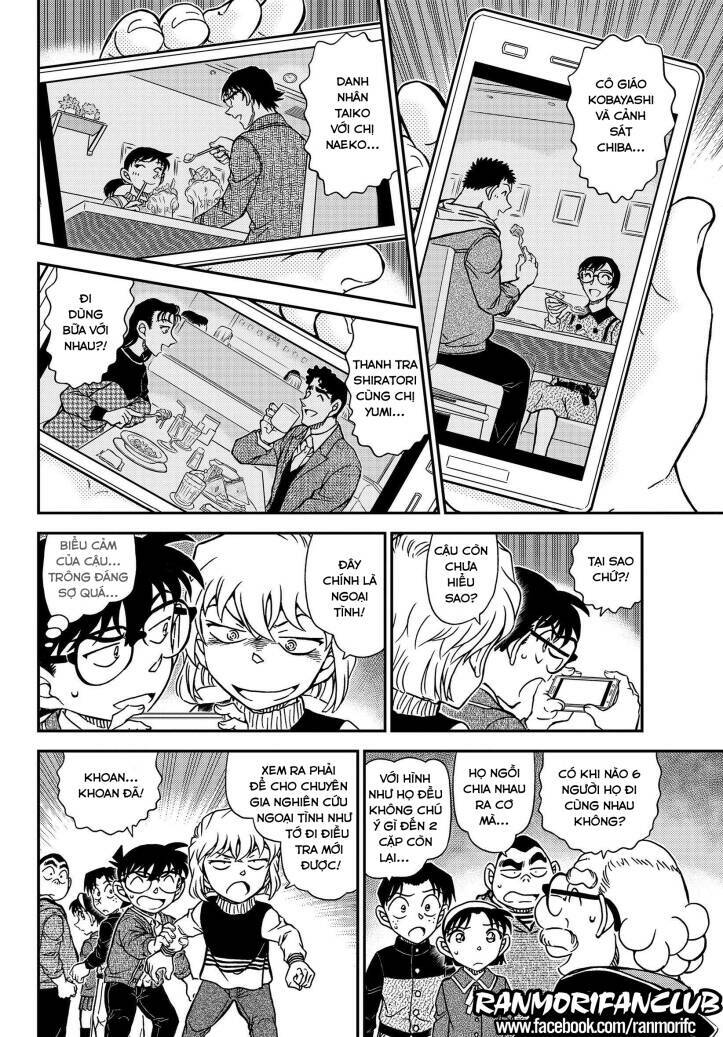 DANH
NHÂN
TAIKO
VỚI CHỊ
NAEKO...
CÔ GIÁO
KOBAYASHI
VÀ CẢNH
SÁT
CHIBA...
ĐI
DÙNG
BỮA VỚI
NHAU?!
THANH TRA
SHIRATORI
CÙNG CHỊ
YUMI...
BIỂU CẢM
CỦA CẬU...
TRÔNG ĐÁNG
SỢ QUÁ...
ĐÂY
CHÍNH LÀ
NGOẠI
TÌNH!
CẬU CÒN
CHƯA
HIỂU
SAO?
TẠI SAO
CHỨ?!
KHOAN...
KHOAN ĐÃ!
XEM RA PHẢI
ĐỂ CHO CHUYÊN
GIA NGHIÊN CỨU
NGOẠI TÌNH NHƯ
TỚ ĐI ĐIỀU
TRA MỚI
ĐƯỢC!
VỚI HÌNH
NHƯ HỌ ĐỀU
KHÔNG CHÚ
Ý GÌ ĐẾN 2
CẶP CÒN
LẠI...
HỌ NGỒI
CHIA NHAU
RA CƠ
MÀ...
CÓ KHI NÀO 6
NGƯỜI HỌ ĐI
CÙNG NHAU
KHÔNG?
RANMORIFANCLUB
www.facebook.com/ranmorifc